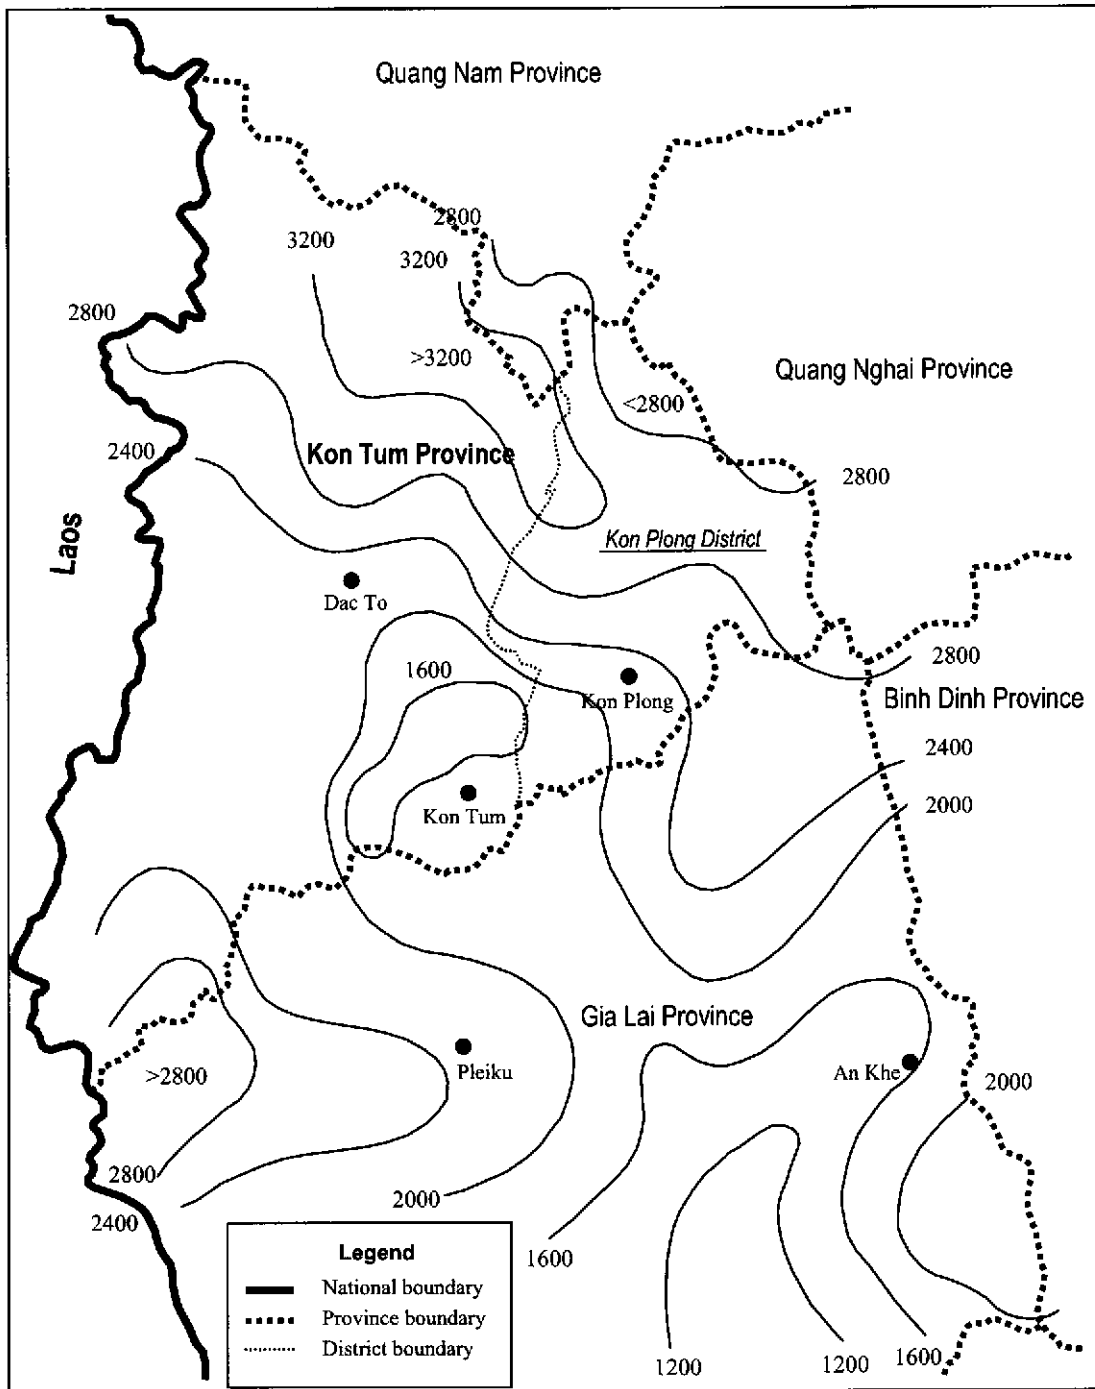 Quang Nam Province
2800
3200
3200
2800
>3200
Quang Nghai Province
<2800
2400
Kon Tum Province
2800
Laos
Kon Plong District
Dac To
1600
2800
Kon Plong
Binh Dinh Province
2400
2000
Kon Tum
Gia Lai Province
>2800
Pleiku
An Khe
2000
2800
2000
2400
1600
Legend
National boundary
Province boundary
District boundary
1200
1200
1600